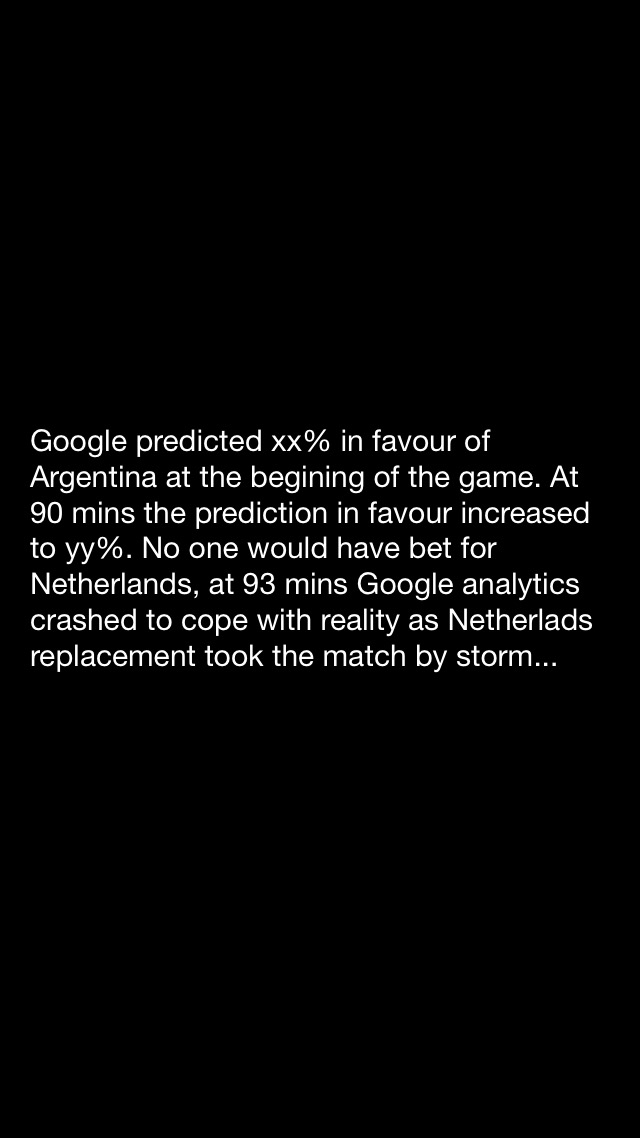 Google predicted xx% in favour of
Argentina at the begining of the game. At
90 mins the prediction in favour increased
to yy%. No one would have bet for
Netherlands, at 93 mins Google analytics
crashed to cope with reality as Netherlads
replacement took the match by storm...